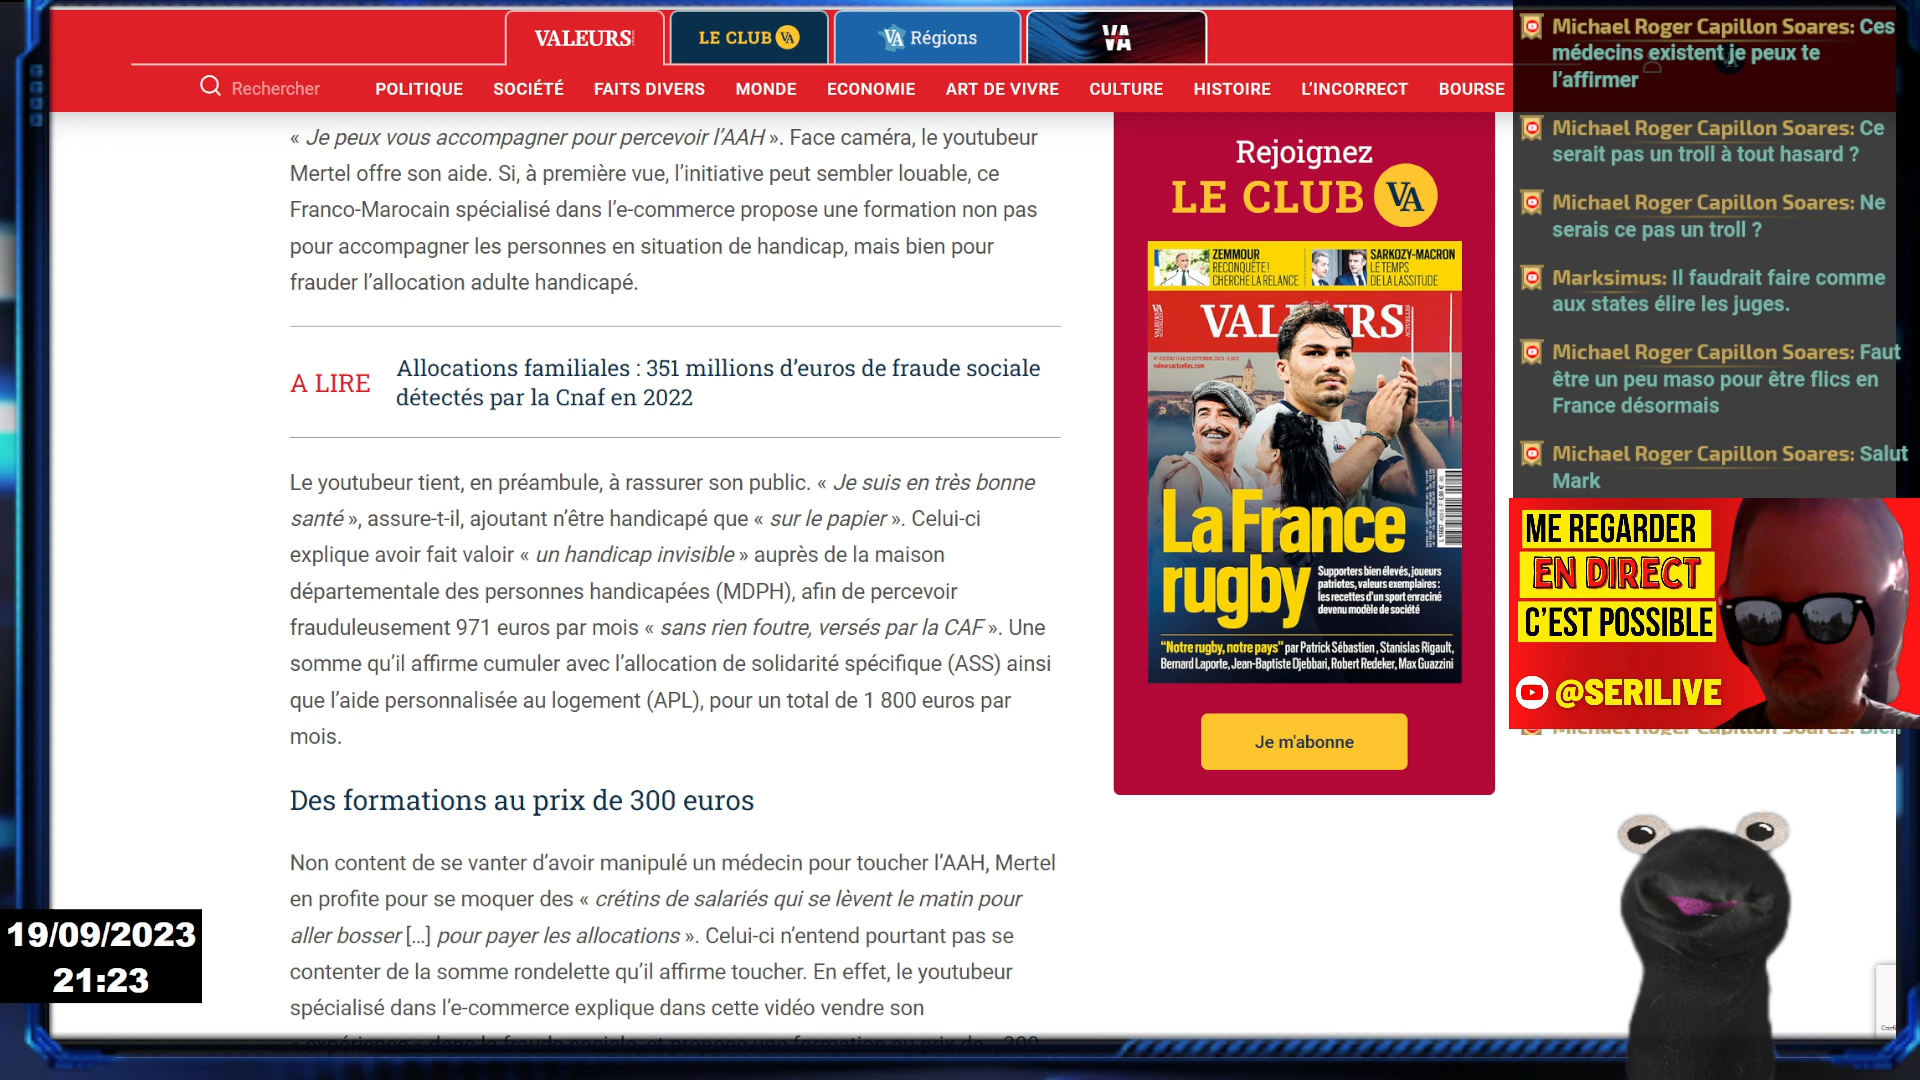 VALEURS
LE CLUB VA
VA Régions
VA
Rechercher
POLITIQUE SOCIÉTÉ FAITS DIVERS MONDE ECONOMIE ART DE VIVRE CULTURE HISTOIRE L'INCORRECT BOURSE
« Je peux vous accompagner pour percevoir l'AAH ». Face caméra, le youtubeur
Mertel offre son aide. Si, à première vue, l'initiative peut sembler louable, ce
Franco-Marocain spécialisé dans l'e-commerce propose une formation non pas
pour accompagner les personnes en situation de handicap, mais bien pour
frauder l'allocation adulte handicapé.
A LIRE
Allocations familiales : 351 millions d'euros de fraude sociale
détectés par la Cnaf en 2022
Le youtubeur tient, en préambule, à rassurer son public. « Je suis en très bonne
santé », assure-t-il, ajoutant n'être handicapé que « sur le papier ». Celui-ci
explique avoir fait valoir « un handicap invisible » auprès de la maison
départementale des personnes handicapées (MDPH), afin de percevoir
frauduleusement 971 euros par mois « sans rien foutre, versés par la CAF ». Une
somme qu'il affirme cumuler avec l'allocation de solidarité spécifique (ASS) ainsi
que l'aide personnalisée au logement (APL), pour un total de 1 800 euros par
mois.
Des formations au prix de 300 euros
Non content de se vanter d'avoir manipulé un médecin pour toucher l'AAH, Mertel
en profite pour se moquer des « crétins de salariés qui se lèvent le matin pour
aller bosser [...] pour payer les allocations ». Celui-ci n'entend pourtant pas se
contenter de la somme rondelette qu'il affirme toucher. En effet, le youtubeur
spécialisé dans l'e-commerce explique dans cette vidéo vendre son
Rejoignez
LE CLUB VA
ZEMMOUR
RECONQUÊTE!
CHERCHE LA RELANCE
SARKOZY-MACRON
LE TEMPS
DE LA LASSITUDE
VALEURS
ACTUELLES
valeursactuelles.com
La France
rugby
Supporters bien élevés, joueurs
patriotes, valeurs exemplaires :
les recettes d'un sport enraciné
devenu modèle de société
"Notre rugby, notre pays" par Patrick Sébastien, Stanislas Rigault,
Bernard Laporte, Jean-Baptiste Djebbari, Robert Redeker, Max Guazzini
Je m'abonne
Michael Roger Capillon Soares: Ces
médecins existent je peux te
l'affirmer
Michael Roger Capillon Soares: Ce
serait pas un troll à tout hasard ?
Michael Roger Capillon Soares: Ne
serais ce pas un troll ?
Marksimus: Il faudrait faire comme
aux states élire les juges.
Michael Roger Capillon Soares: Faut
être un peu maso pour être flics en
France désormais
Michael Roger Capillon Soares: Salut
Mark
ME REGARDER
EN DIRECT
C'EST POSSIBLE
@SERILIVE
Michael Roger Capillon Soares: Bien
19/09/2023
21:23